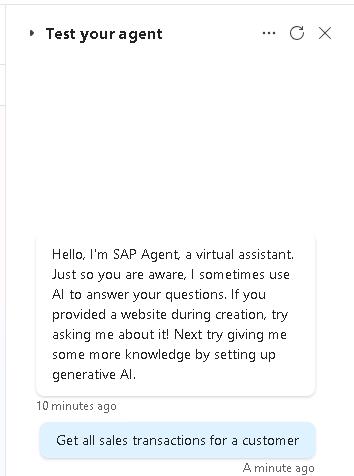 Test your agent
Hello, I'm SAP Agent, a virtual assistant.
Just so you are aware, I sometimes use
AI to answer your questions. If you
provided a website during creation, try
asking me about it! Next try giving me
some more knowledge by setting up
generative AI.
10 minutes ago
Get all sales transactions for a customer
A minute ago